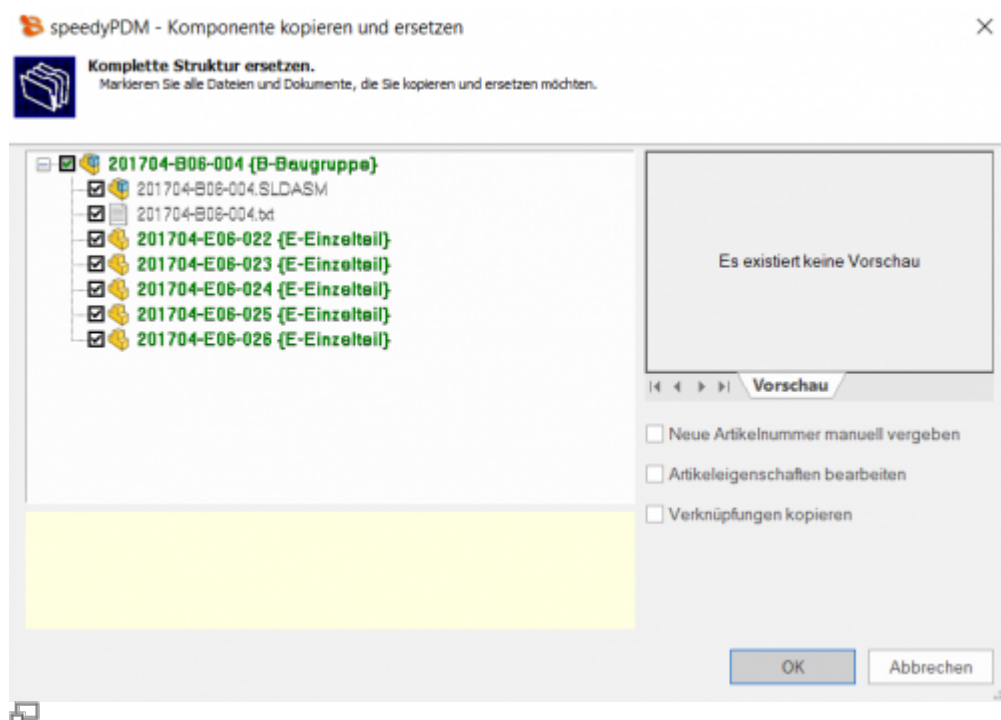 speedyPDM - Komponente kopieren und ersetzen
Komplette Struktur ersetzen.
Markieren Sie alle Dateien und Dokumente, die Sie kopieren und ersetzen möchten.
201704-B06-004 {B-Baugruppe}
201704-B06-004.SLDASM
201704-B06-004.txt
201704-E06-022 {E-Einzelteil}
201704-E06-023 {E-Einzelteil}
201704-E06-024 {E-Einzelteil}
201704-E06-025 {E-Einzelteil}
201704-E06-026 {E-Einzelteil}
Es existiert keine Vorschau
Vorschau
Neue Artikelnummer manuell vergeben
Artikeleigenschaften bearbeiten
Verknüpfungen kopieren
OK
Abbrechen